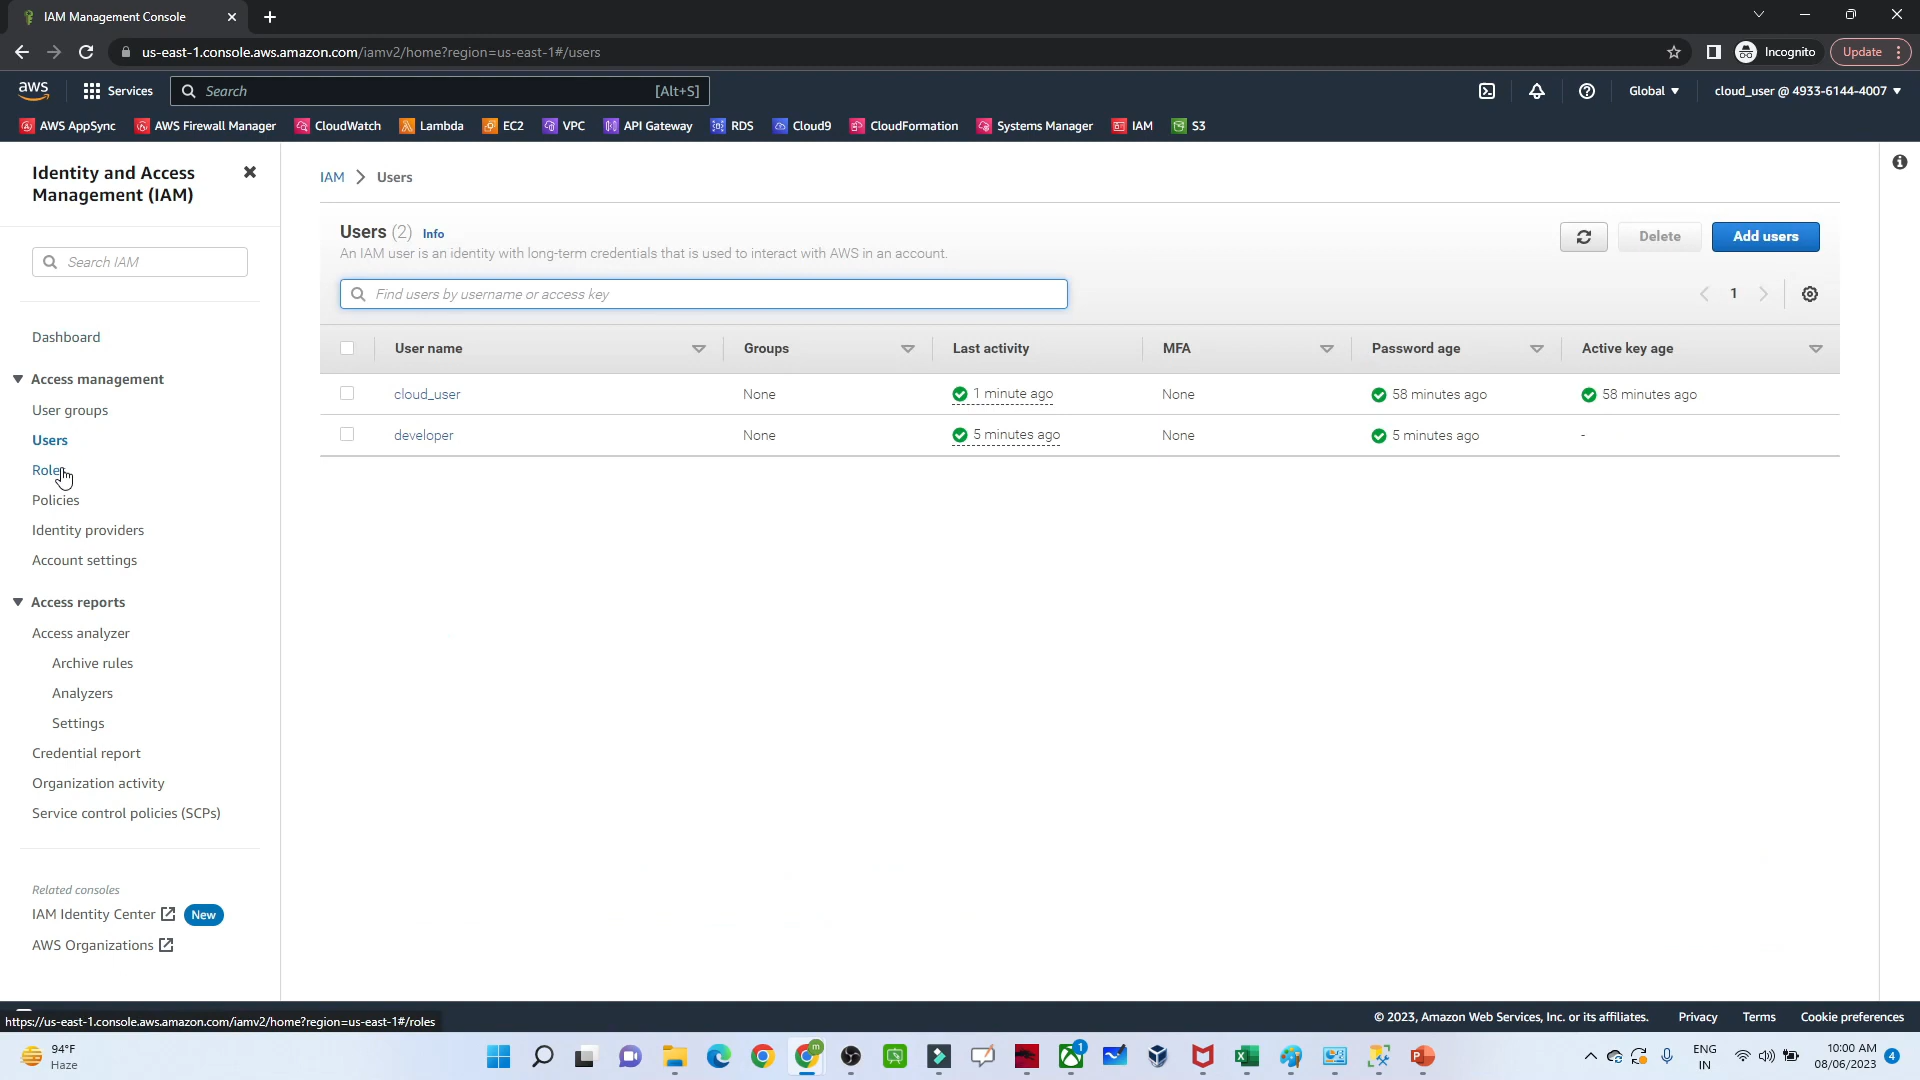 IAM Management Console
us-east-1.console.aws.amazon.com/iamv2/home?region=us-east-1#/users
Incognito
Update
aws
Services
Search
[Alt+S]
Global
cloud_user @ 4933-6144-4007
AWS AppSync
AWS Firewall Manager
CloudWatch
Lambda
EC2
VPC
API Gateway
RDS
Cloud9
CloudFormation
Systems Manager
IAM
S3
Identity and Access
Management (IAM)
Search IAM
Dashboard
Access management
User groups
Users
Policies
Identity providers
Account settings
Access reports
Access analyzer
Archive rules
Analyzers
Settings
Credential report
Organization activity
Service control policies (SCPs)
Related consoles
IAM Identity Center
New
AWS Organizations
IAM > Users
Users (2) Info
An IAM user is an identity with long-term credentials that is used to interact with AWS in an account.
Delete
Add users
Find users by username or access key
1
User name Groups Last activity MFA Password age Active key age
cloud_user None 1 minute ago None 58 minutes ago 58 minutes ago
developer None 5 minutes ago None 5 minutes ago -
https://us-east-1.console.aws.amazon.com/iamv2/home?region=us-east-1#/roles
© 2023, Amazon Web Services, Inc. or its affiliates.
Privacy
Terms
Cookie preferences
94°F
Haze
m
1
ENG
IN
10:00 AM
08/06/2023
4